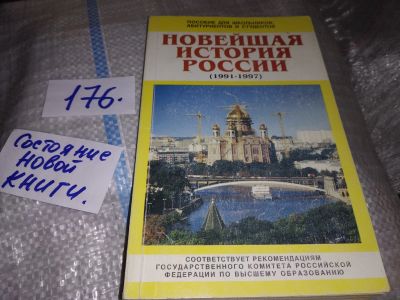 ПОСОБИЕ ДЛЯ ШКОЛЬНИКОВ,
АБИТУРИЕНТОВ И СТУДЕНТОВ
НОВЕЙШАЯ
ИСТОРИЯ
РОССИИ
(1991-1997)
СООТВЕТСТВУЕТ РЕКОМЕНДАЦИЯМ
ГОСУДАРСТВЕННОГО КОМИТЕТА РОССИЙСКОЙ
ФЕДЕРАЦИИ ПО ВЫСШЕМУ ОБРАЗОВАНИЮ
176.
Состояние
новой
книги.